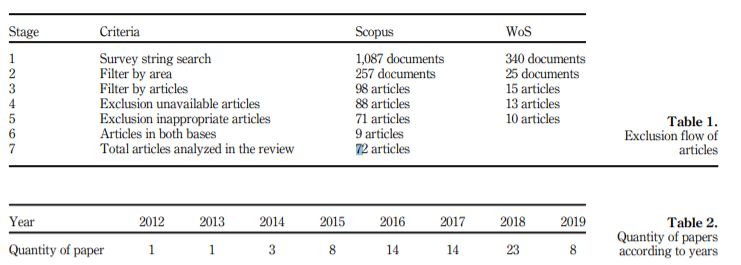 Stage Criteria Scopus WoS
1 Survey string search 1,087 documents 340 documents
2 Filter by area 257 documents 25 documents
3 Filter by articles 98 articles 15 articles
4 Exclusion unavailable articles 88 articles 13 articles
5 Exclusion inappropriate articles 71 articles 10 articles
6 Articles in both bases 9 articles
7 Total articles analyzed in the review 72 articles
Table 1.
Exclusion flow of
articles
Year 2012 2013 2014 2015 2016 2017 2018 2019
Quantity of paper 1 1 3 8 14 14 23 8
Table 2.
Quantity of papers
according to years